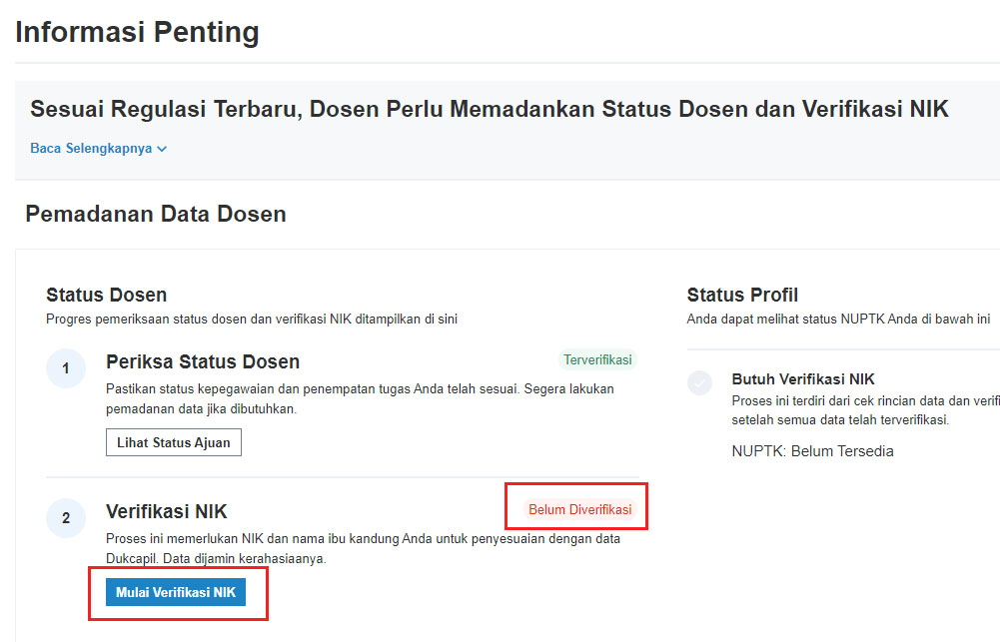 Informasi Penting
Sesuai Regulasi Terbaru, Dosen Perlu Memadankan Status Dosen dan Verifikasi NIK
Baca Selengkapnya
Pemadanan Data Dosen
Status Dosen
Progres pemeriksaan status dosen dan verifikasi NIK ditampilkan di sini
1
Periksa Status Dosen
Terverifikasi
Pastikan status kepegawaian dan penempatan tugas Anda telah sesuai. Segera lakukan
pemadanan data jika dibutuhkan.
Lihat Status Ajuan
2
Verifikasi NIK
Belum Diverifikasi
Proses ini memerlukan NIK dan nama ibu kandung Anda untuk penyesuaian dengan data
Dukcapil. Data dijamin kerahasiaanya.
Mulai Verifikasi NIK
Status Profil
Anda dapat melihat status NUPTK Anda di bawah ini
Butuh Verifikasi NIK
Proses ini terdiri dari cek rincian data dan verifi
setelah semua data telah terverifikasi.
NUPTK: Belum Tersedia